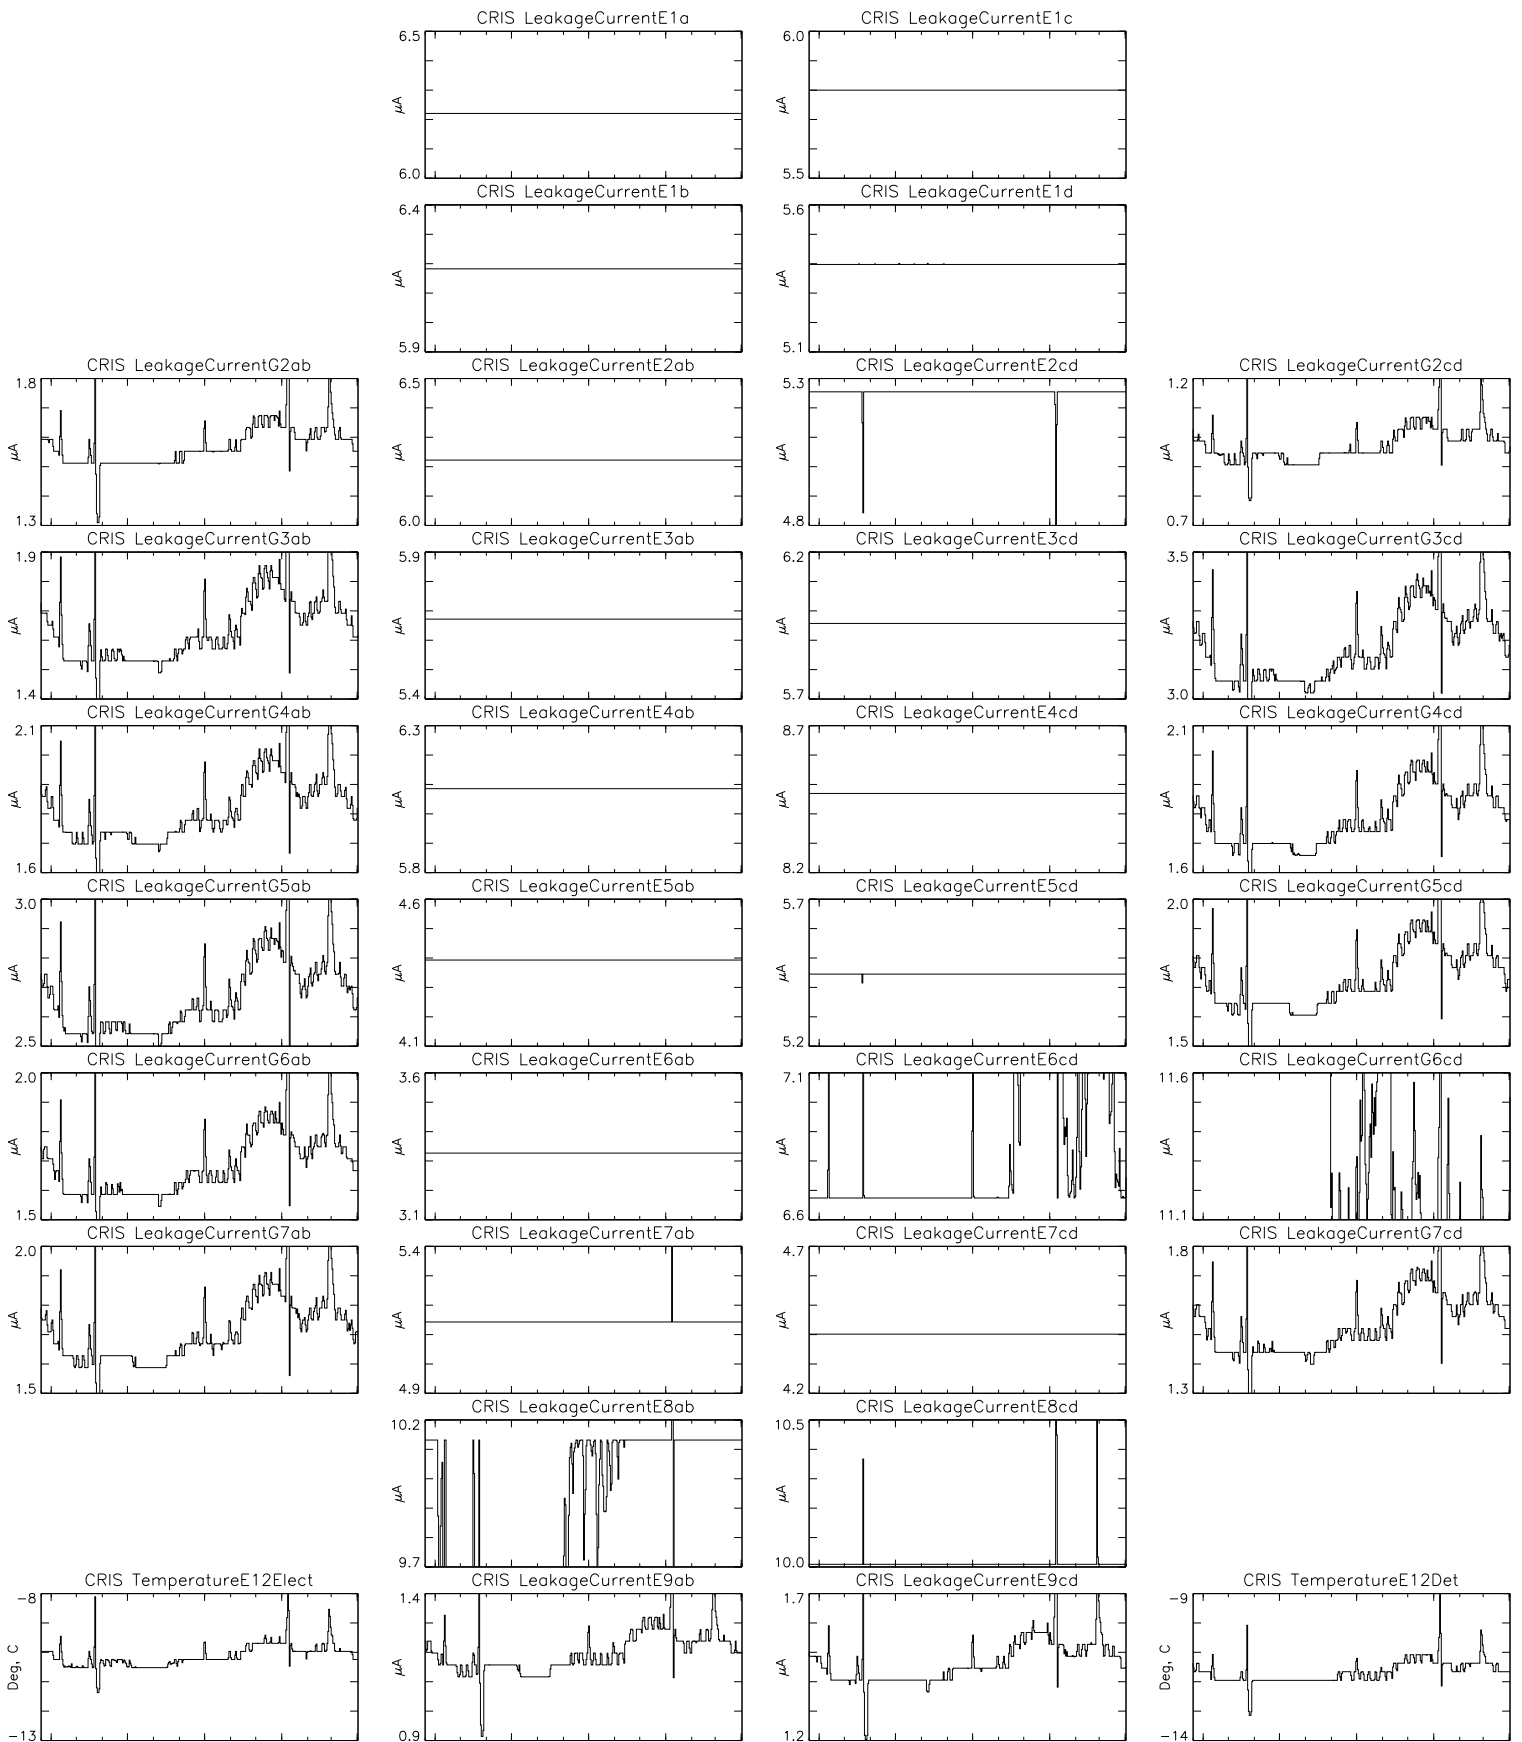 CRIS LeakageCurrentE1a
6.5
μA
6.0
CRIS LeakageCurrentE1c
6.0
μA
5.5
CRIS LeakageCurrentE1b
6.4
μA
5.9
CRIS LeakageCurrentE1d
5.6
μA
5.1
CRIS LeakageCurrentG2ab
1.8
μA
1.3
CRIS LeakageCurrentE2ab
6.5
μA
6.0
CRIS LeakageCurrentE2cd
5.3
μA
4.8
CRIS LeakageCurrentG2cd
1.2
μA
0.7
CRIS LeakageCurrentG3ab
1.9
μA
1.4
CRIS LeakageCurrentE3ab
5.9
μA
5.4
CRIS LeakageCurrentE3cd
6.2
μA
5.7
CRIS LeakageCurrentG3cd
3.5
μA
3.0
CRIS LeakageCurrentG4ab
2.1
μA
1.6
CRIS LeakageCurrentE4ab
6.3
μA
5.8
CRIS LeakageCurrentE4cd
8.7
μA
8.2
CRIS LeakageCurrentG4cd
2.1
μA
1.6
CRIS LeakageCurrentG5ab
3.0
μA
2.5
CRIS LeakageCurrentE5ab
4.6
μA
4.1
CRIS LeakageCurrentE5cd
5.7
μA
5.2
CRIS LeakageCurrentG5cd
2.0
μA
1.5
CRIS LeakageCurrentG6ab
2.0
μA
1.5
CRIS LeakageCurrentE6ab
3.6
μA
3.1
CRIS LeakageCurrentE6cd
7.1
μA
6.6
CRIS LeakageCurrentG6cd
11.6
μA
11.1
CRIS LeakageCurrentG7ab
2.0
μA
1.5
CRIS LeakageCurrentE7ab
5.4
μA
4.9
CRIS LeakageCurrentE7cd
4.7
μA
4.2
CRIS LeakageCurrentG7cd
1.8
μA
1.3
CRIS LeakageCurrentE8ab
10.2
μA
9.7
CRIS LeakageCurrentE8cd
10.5
μA
10.0
CRIS TemperatureE12Elect
-8
Deg, C
-13
CRIS LeakageCurrentE9ab
1.4
μA
0.9
CRIS LeakageCurrentE9cd
1.7
μA
1.2
CRIS TemperatureE12Det
-9
Deg, C
-14